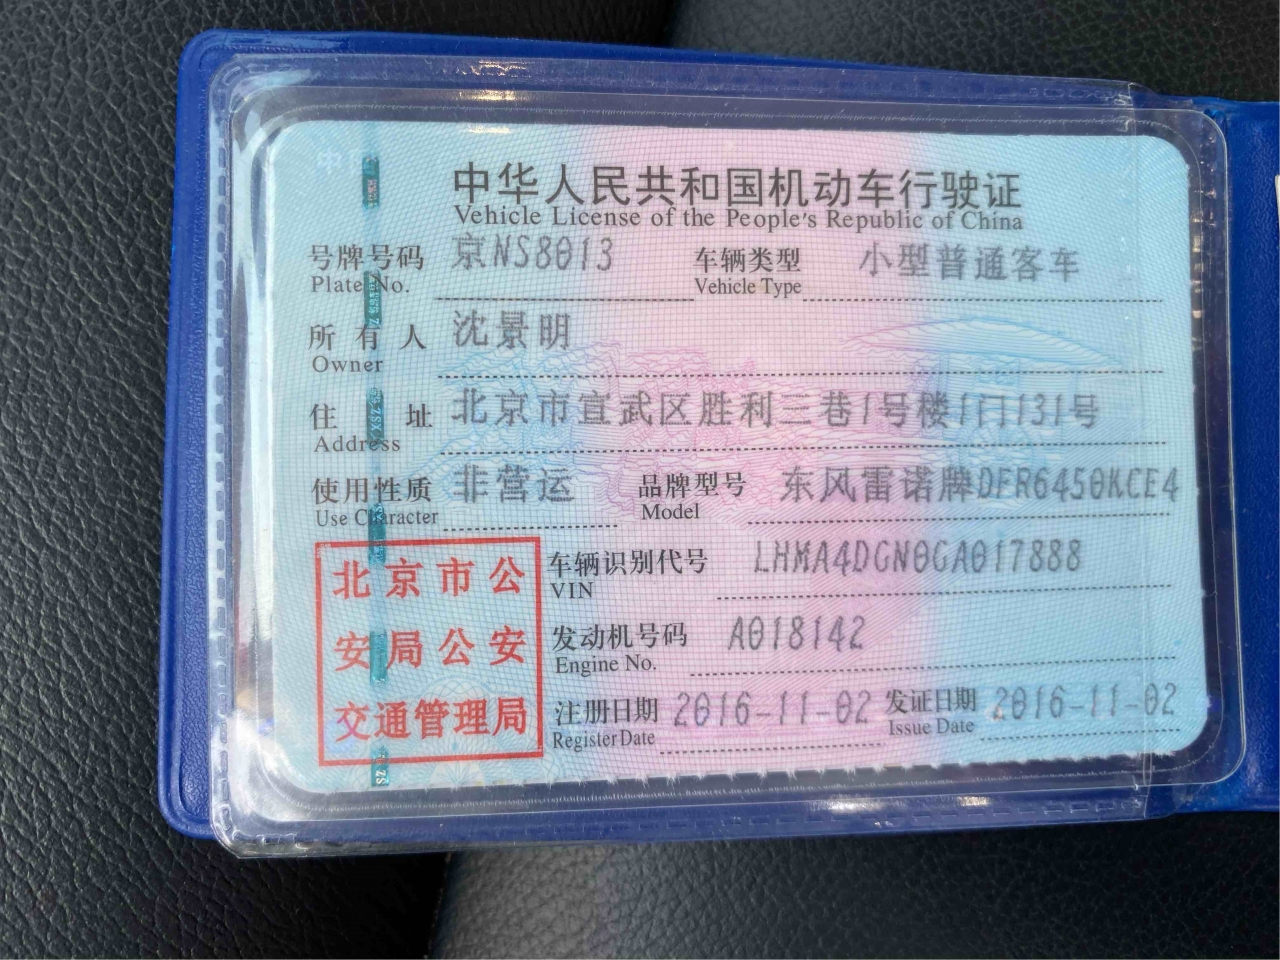 中华人民共和国机动车行驶证
Vehicle License of the People's Republic of China
号牌号码 京NS8013 车辆类型 小型普通客车
Plate No. Vehicle Type
所有人 沈景明
Owner
住址 北京市宣武区胜利三巷1号楼1门131号
Address
使用性质 非营运 品牌型号 东风雷诺牌DFR6450KCE4
Use Character Model
车辆识别代号 LHMA4DGN0GA017888
VIN
发动机号码 A018142
Engine No.
注册日期 2016-11-02 发证日期 2016-11-02
Register Date Issue Date
北京市公
安局公安
交通管理局